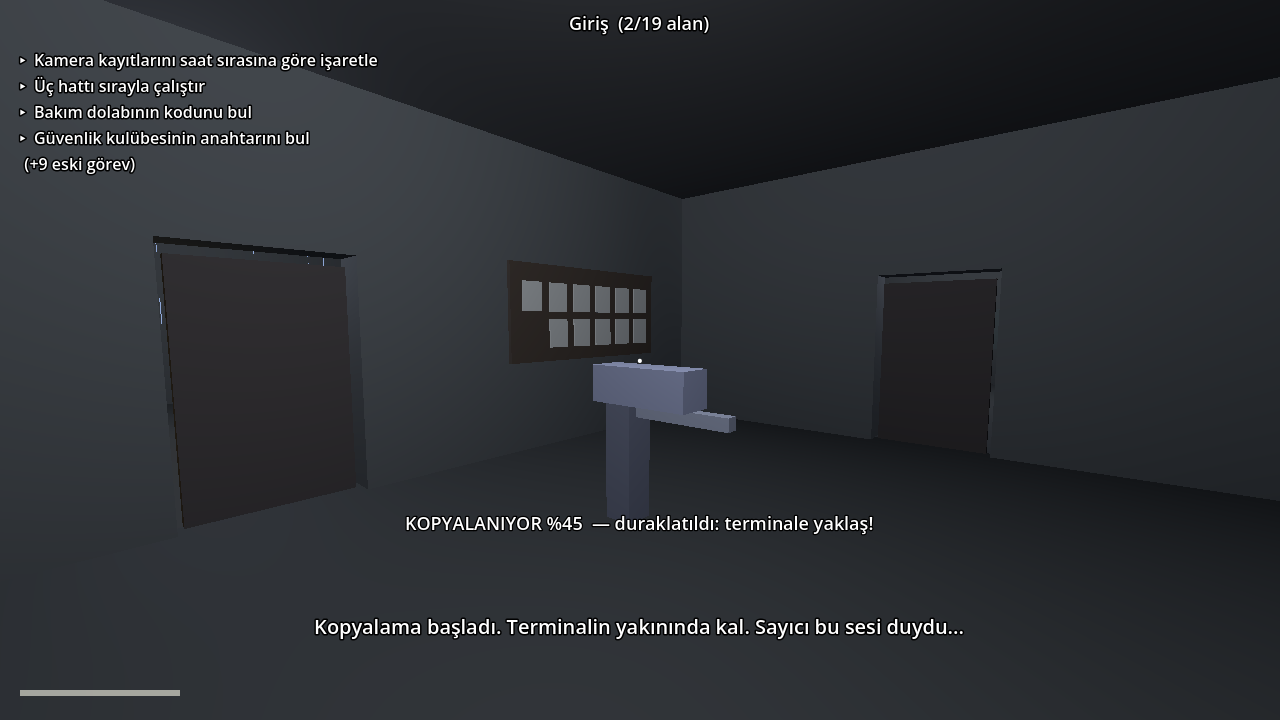 Giriş (2/19 alan)
▸ Kamera kayıtlarını saat sırasına göre işaretle
▸ Üç hattı sırayla çalıştır
▸ Bakım dolabının kodunu bul
▸ Güvenlik kulübesinin anahtarını bul
(+9 eski görev)
KOPYALANIYOR %45 — duraklatıldı: terminale yaklaş!
Kopyalama başladı. Terminalin yakınında kal. Sayıcı bu sesi duydu...